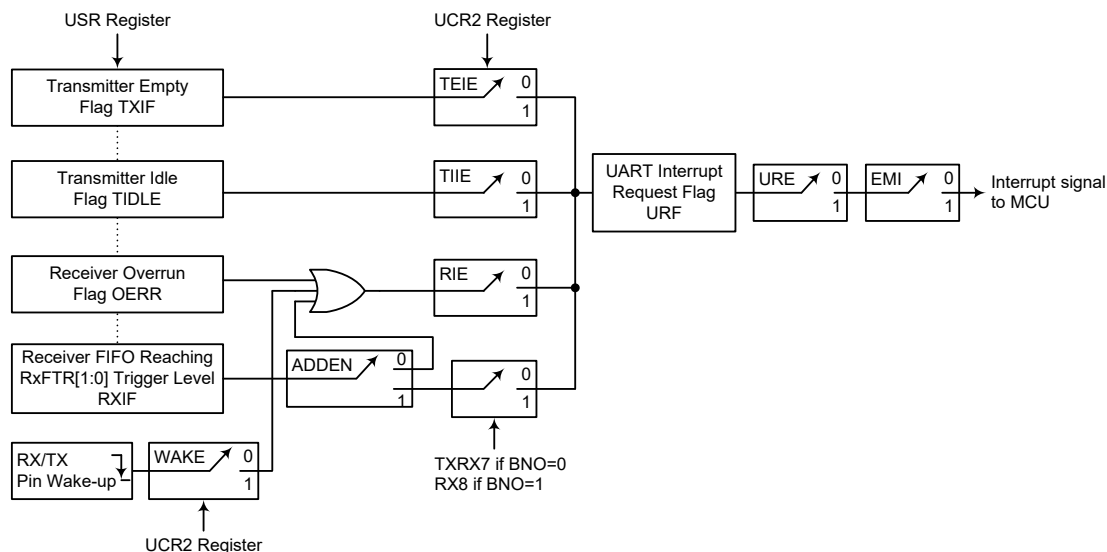 USR Register
UCR2 Register
Transmitter Empty
Flag TXIF
TEIE
0
1
Transmitter Idle
Flag TIDLE
TIIE
0
1
UART Interrupt
Request Flag
URF
URE
0
1
EMI
0
1
Interrupt signal
to MCU
Receiver Overrun
Flag OERR
RIE
0
1
Receiver FIFO Reaching
RxFTR[1:0] Trigger Level
RXIF
ADDEN
0
1
0
1
RX/TX
Pin Wake-up
WAKE
0
1
TXRX7 if BNO=0
RX8 if BNO=1
UCR2 Register